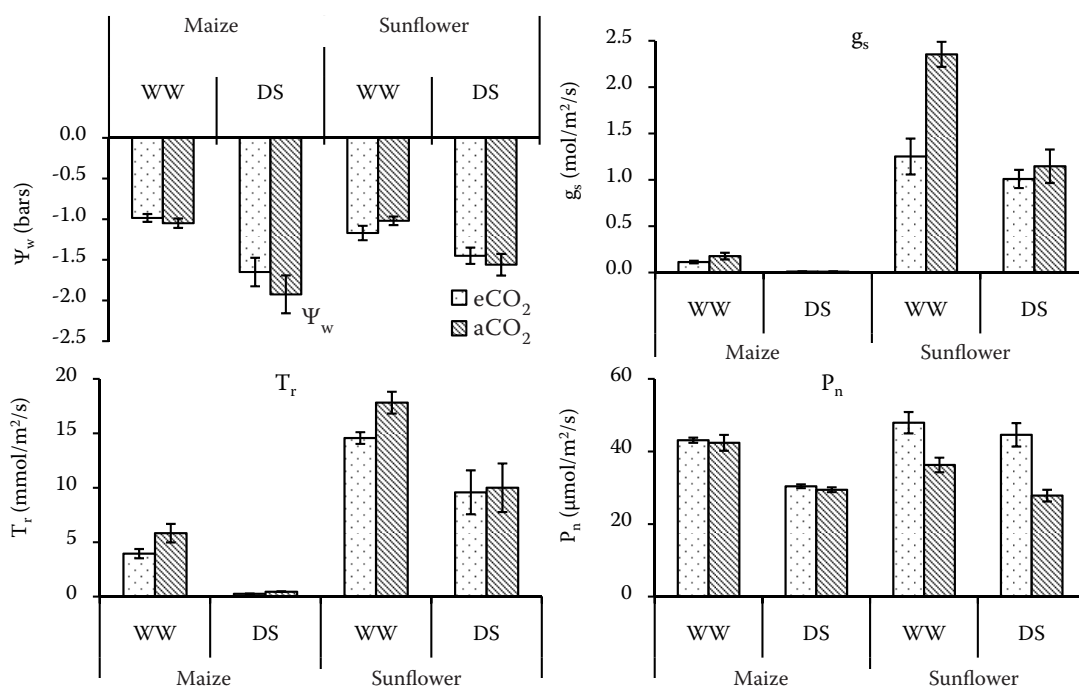 Maize Sunflower
WW DS WW DS
0.0
-0.5
-1.0
-1.5
-2.0
-2.5
Ψw (bars)
Ψw
eCO2
aCO2
gs
2.5
2.0
1.5
1.0
0.5
0.0
gs (mol/m2/s)
WW DS WW DS
Maize Sunflower
Tr
20
15
10
5
0
Tr (mmol/m2/s)
WW DS WW DS
Maize Sunflower
Pn
60
40
20
0
Pn (μmol/m2/s)
WW DS WW DS
Maize Sunflower